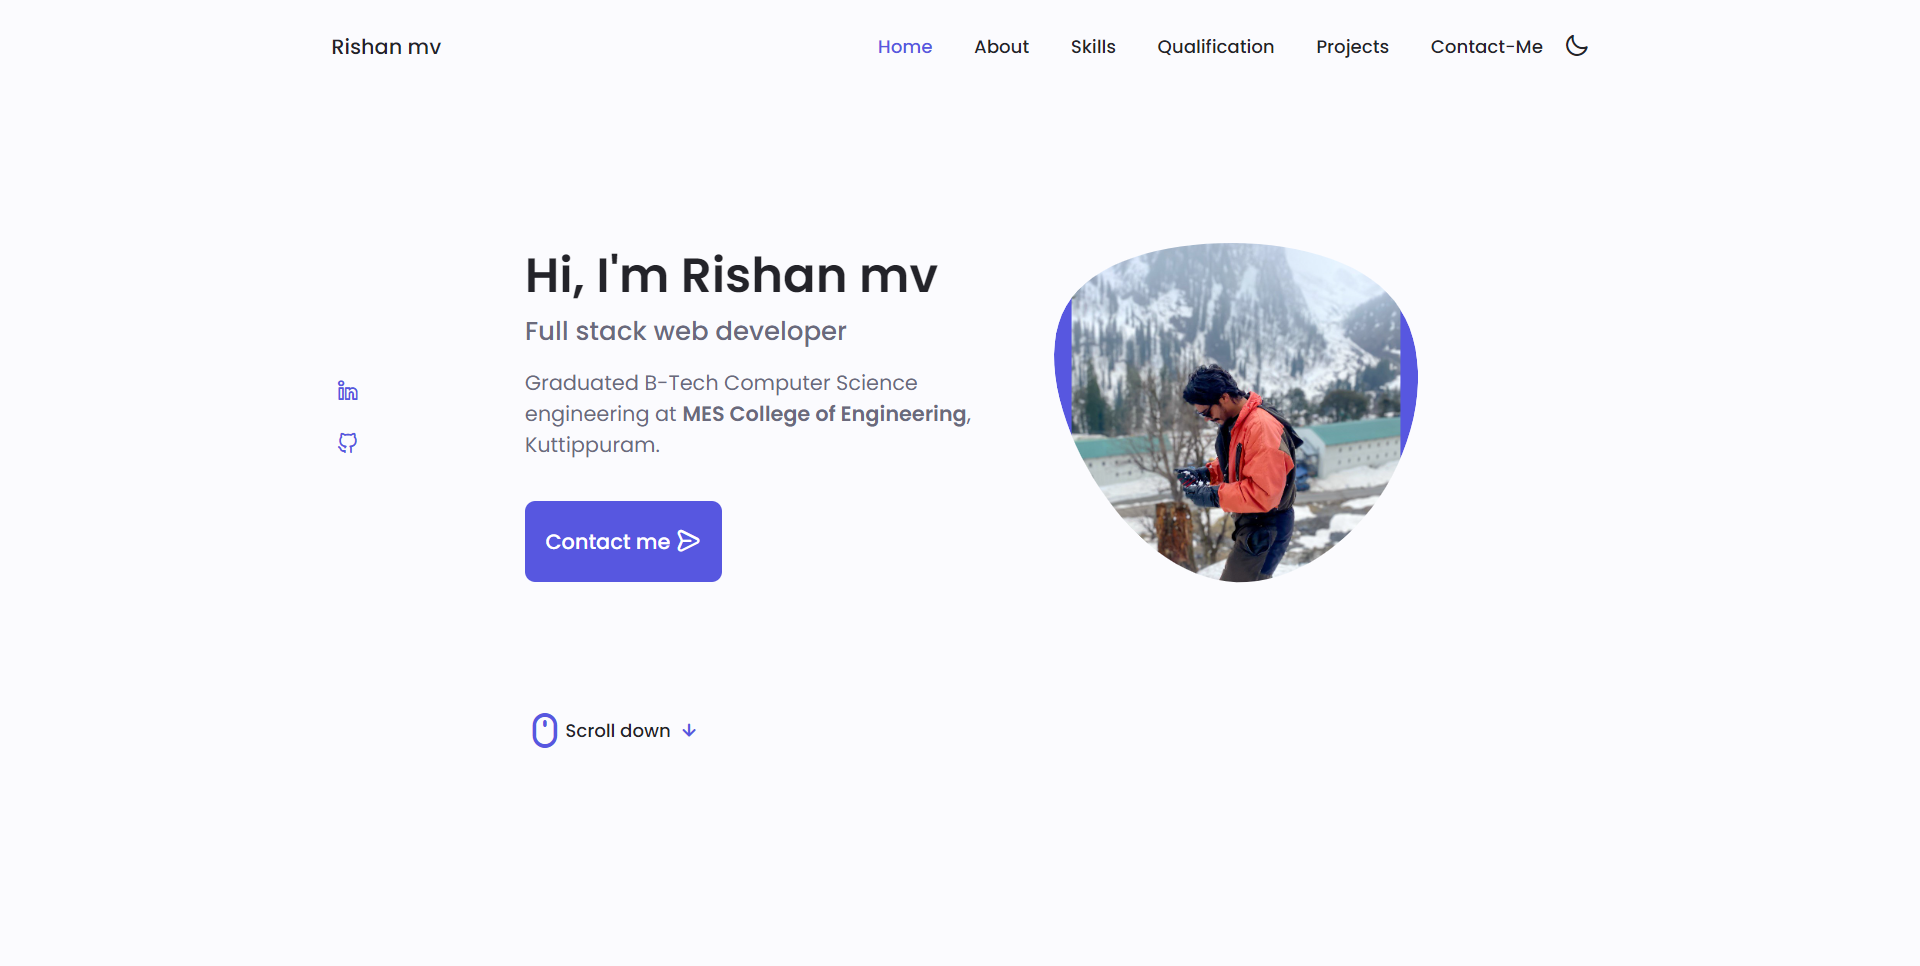 Rishan mv
Home About Skills Qualification Projects Contact-Me
Hi, I'm Rishan mv
Full stack web developer
Graduated B-Tech Computer Science
engineering at MES College of Engineering,
Kuttippuram.
Contact me
Scroll down